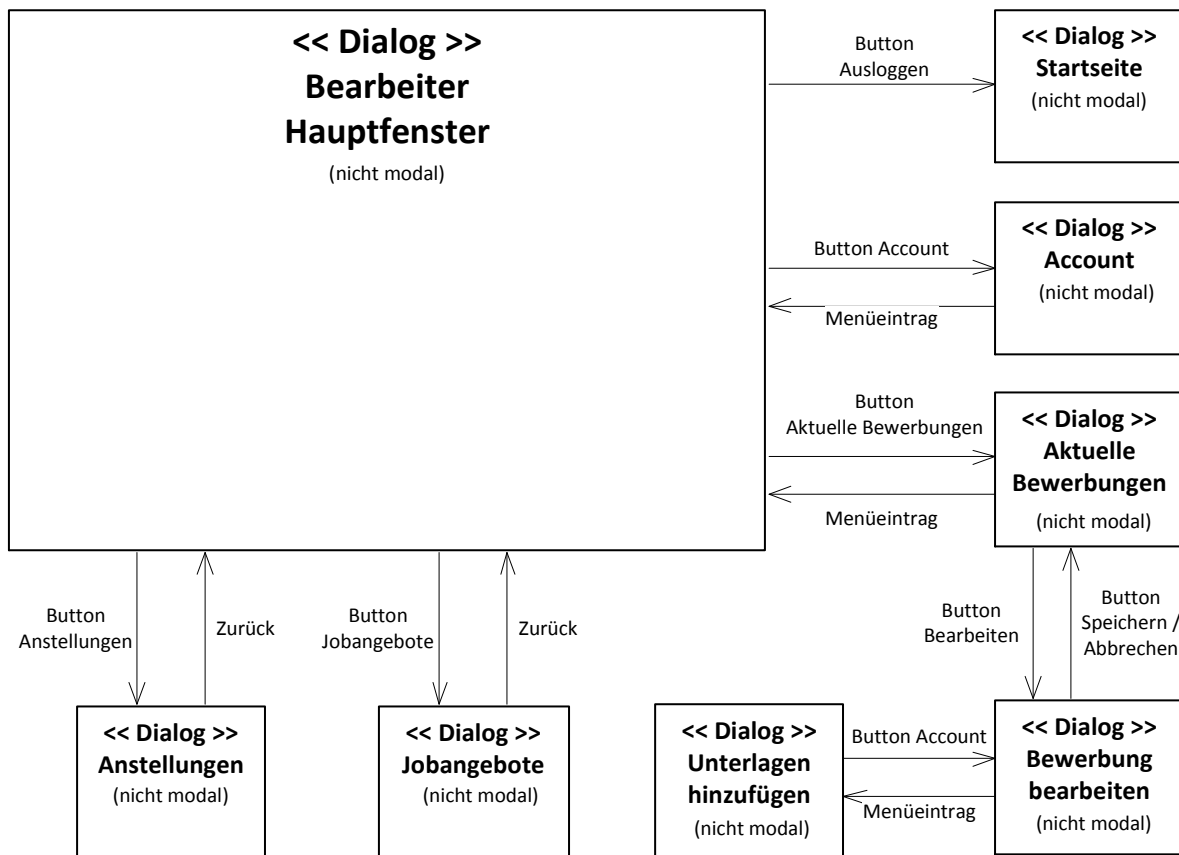 << Dialog >>
Bearbeiter
Hauptfenster
(nicht modal)
Button
Ausloggen
<< Dialog >>
Startseite
(nicht modal)
Button Account
Menüeintrag
<< Dialog >>
Account
(nicht modal)
Button
Aktuelle Bewerbungen
Menüeintrag
<< Dialog >>
Aktuelle
Bewerbungen
(nicht modal)
Button
Anstellungen
Zurück
Button
Jobangebote
Zurück
Button
Bearbeiten
Button
Speichern /
Abbrechen
<< Dialog >>
Anstellungen
(nicht modal)
<< Dialog >>
Jobangebote
(nicht modal)
<< Dialog >>
Unterlagen
hinzufügen
(nicht modal)
Button Account
Menüeintrag
<< Dialog >>
Bewerbung
bearbeiten
(nicht modal)